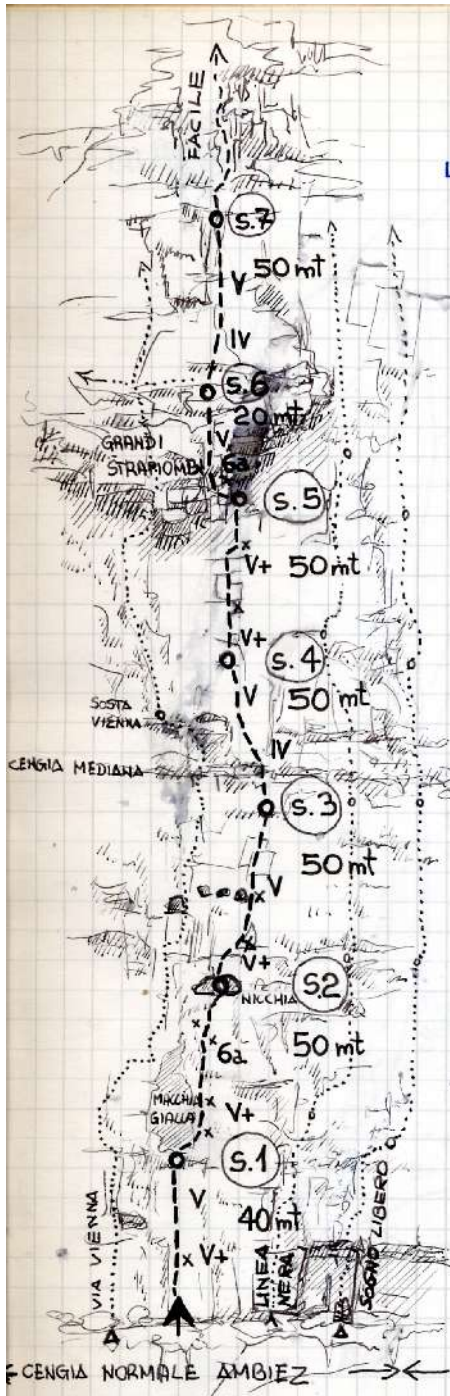 FACILE
L
S.7
50 mt
V
IV
S.6
20 mt
GRANDI
STRAPIOMBI
V
6a
S.5
V+
50 mt
V+
S.4
V
50 mt
SOSTA
VIENNA
IV
CENGIA MEDIANA
S.3
50 mt
V
V+
S.2
NICCHIA
50 mt
6a
MACCHIA
GIALLA
V+
S.1
V
40 mt
V+
VIA VIENNA
LINEA
NERA
SOGNO LIBERO
CENGIA NORMALE AMBIEZ